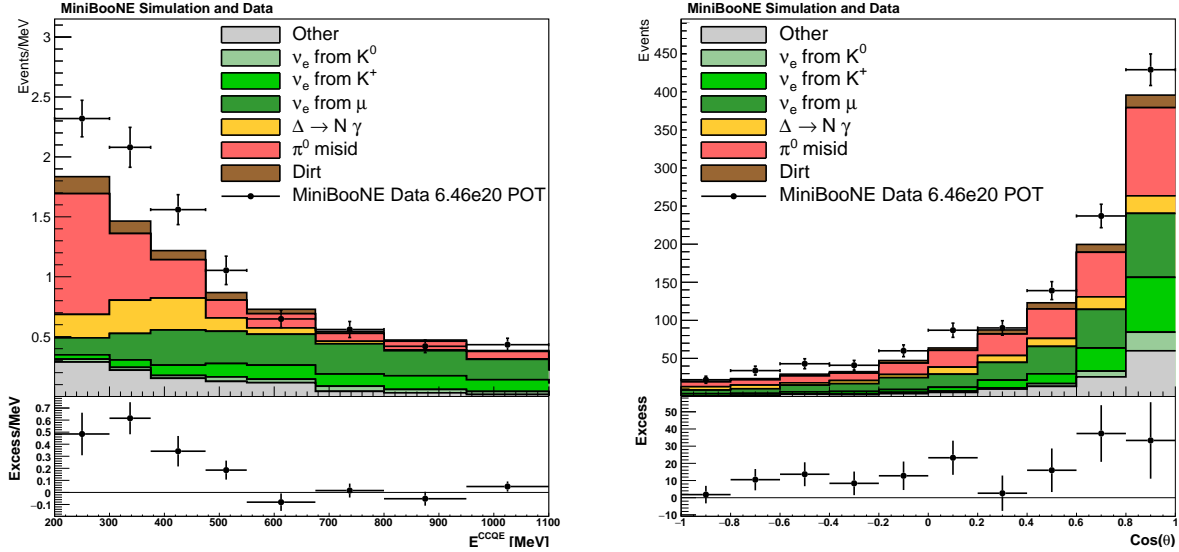 MiniBooNE Simulation and Data
Events/MeV
3
2.5
2
1.5
1
0.5
Other
νe from K⁰
νe from K⁺
νe from μ
Δ → N γ
π⁰ misid
Dirt
MiniBooNE Data 6.46e20 POT
Excess/MeV
0.7
0.6
0.5
0.4
0.3
0.2
0.1
0
−0.1
200 300 400 500 600 700 800 900 1000 1100
E^CCQE [MeV]
MiniBooNE Simulation and Data
Events
450
400
350
300
250
200
150
100
50
Other
νe from K⁰
νe from K⁺
νe from μ
Δ → N γ
π⁰ misid
Dirt
MiniBooNE Data 6.46e20 POT
Excess
50
40
30
20
10
0
−10
−1 −0.8 −0.6 −0.4 −0.2 0 0.2 0.4 0.6 0.8 1
Cos(θ)